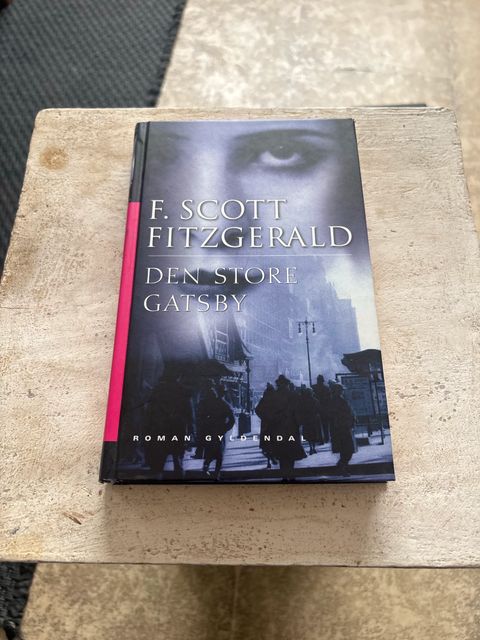 F. SCOTT
FITZGERALD
DEN STORE
GATSBY
ROMAN GYLDENDAL